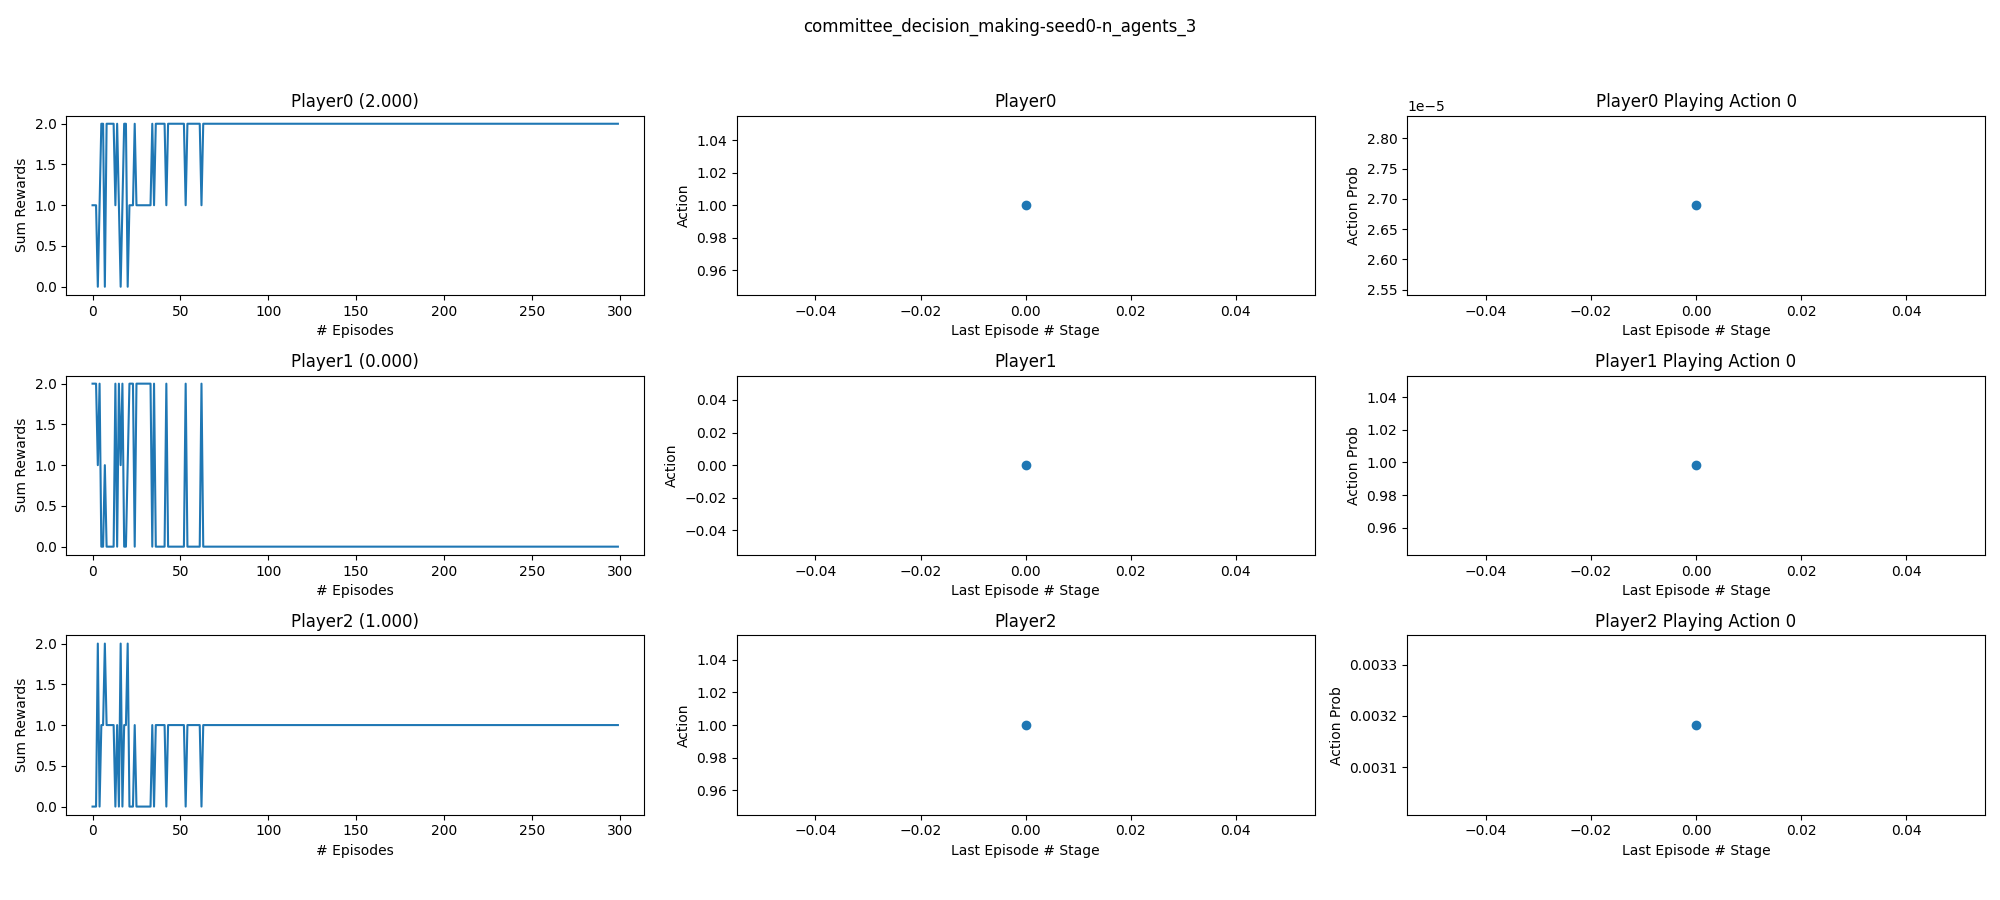 committee_decision_making-seed0-n_agents_3
Player0 (2.000)
Sum Rewards
2.0
1.5
1.0
0.5
0.0
0 50 100 150 200 250 300
# Episodes
Player0
Action
1.04
1.02
1.00
0.98
0.96
−0.04 −0.02 0.00 0.02 0.04
Last Episode # Stage
Player0 Playing Action 0
1e−5
Action Prob
2.80
2.75
2.70
2.65
2.60
2.55
−0.04 −0.02 0.00 0.02 0.04
Last Episode # Stage
Player1 (0.000)
Sum Rewards
2.0
1.5
1.0
0.5
0.0
0 50 100 150 200 250 300
# Episodes
Player1
Action
0.04
0.02
0.00
−0.02
−0.04
−0.04 −0.02 0.00 0.02 0.04
Last Episode # Stage
Player1 Playing Action 0
Action Prob
1.04
1.02
1.00
0.98
0.96
−0.04 −0.02 0.00 0.02 0.04
Last Episode # Stage
Player2 (1.000)
Sum Rewards
2.0
1.5
1.0
0.5
0.0
0 50 100 150 200 250 300
# Episodes
Player2
Action
1.04
1.02
1.00
0.98
0.96
−0.04 −0.02 0.00 0.02 0.04
Last Episode # Stage
Player2 Playing Action 0
Action Prob
0.0033
0.0032
0.0031
−0.04 −0.02 0.00 0.02 0.04
Last Episode # Stage